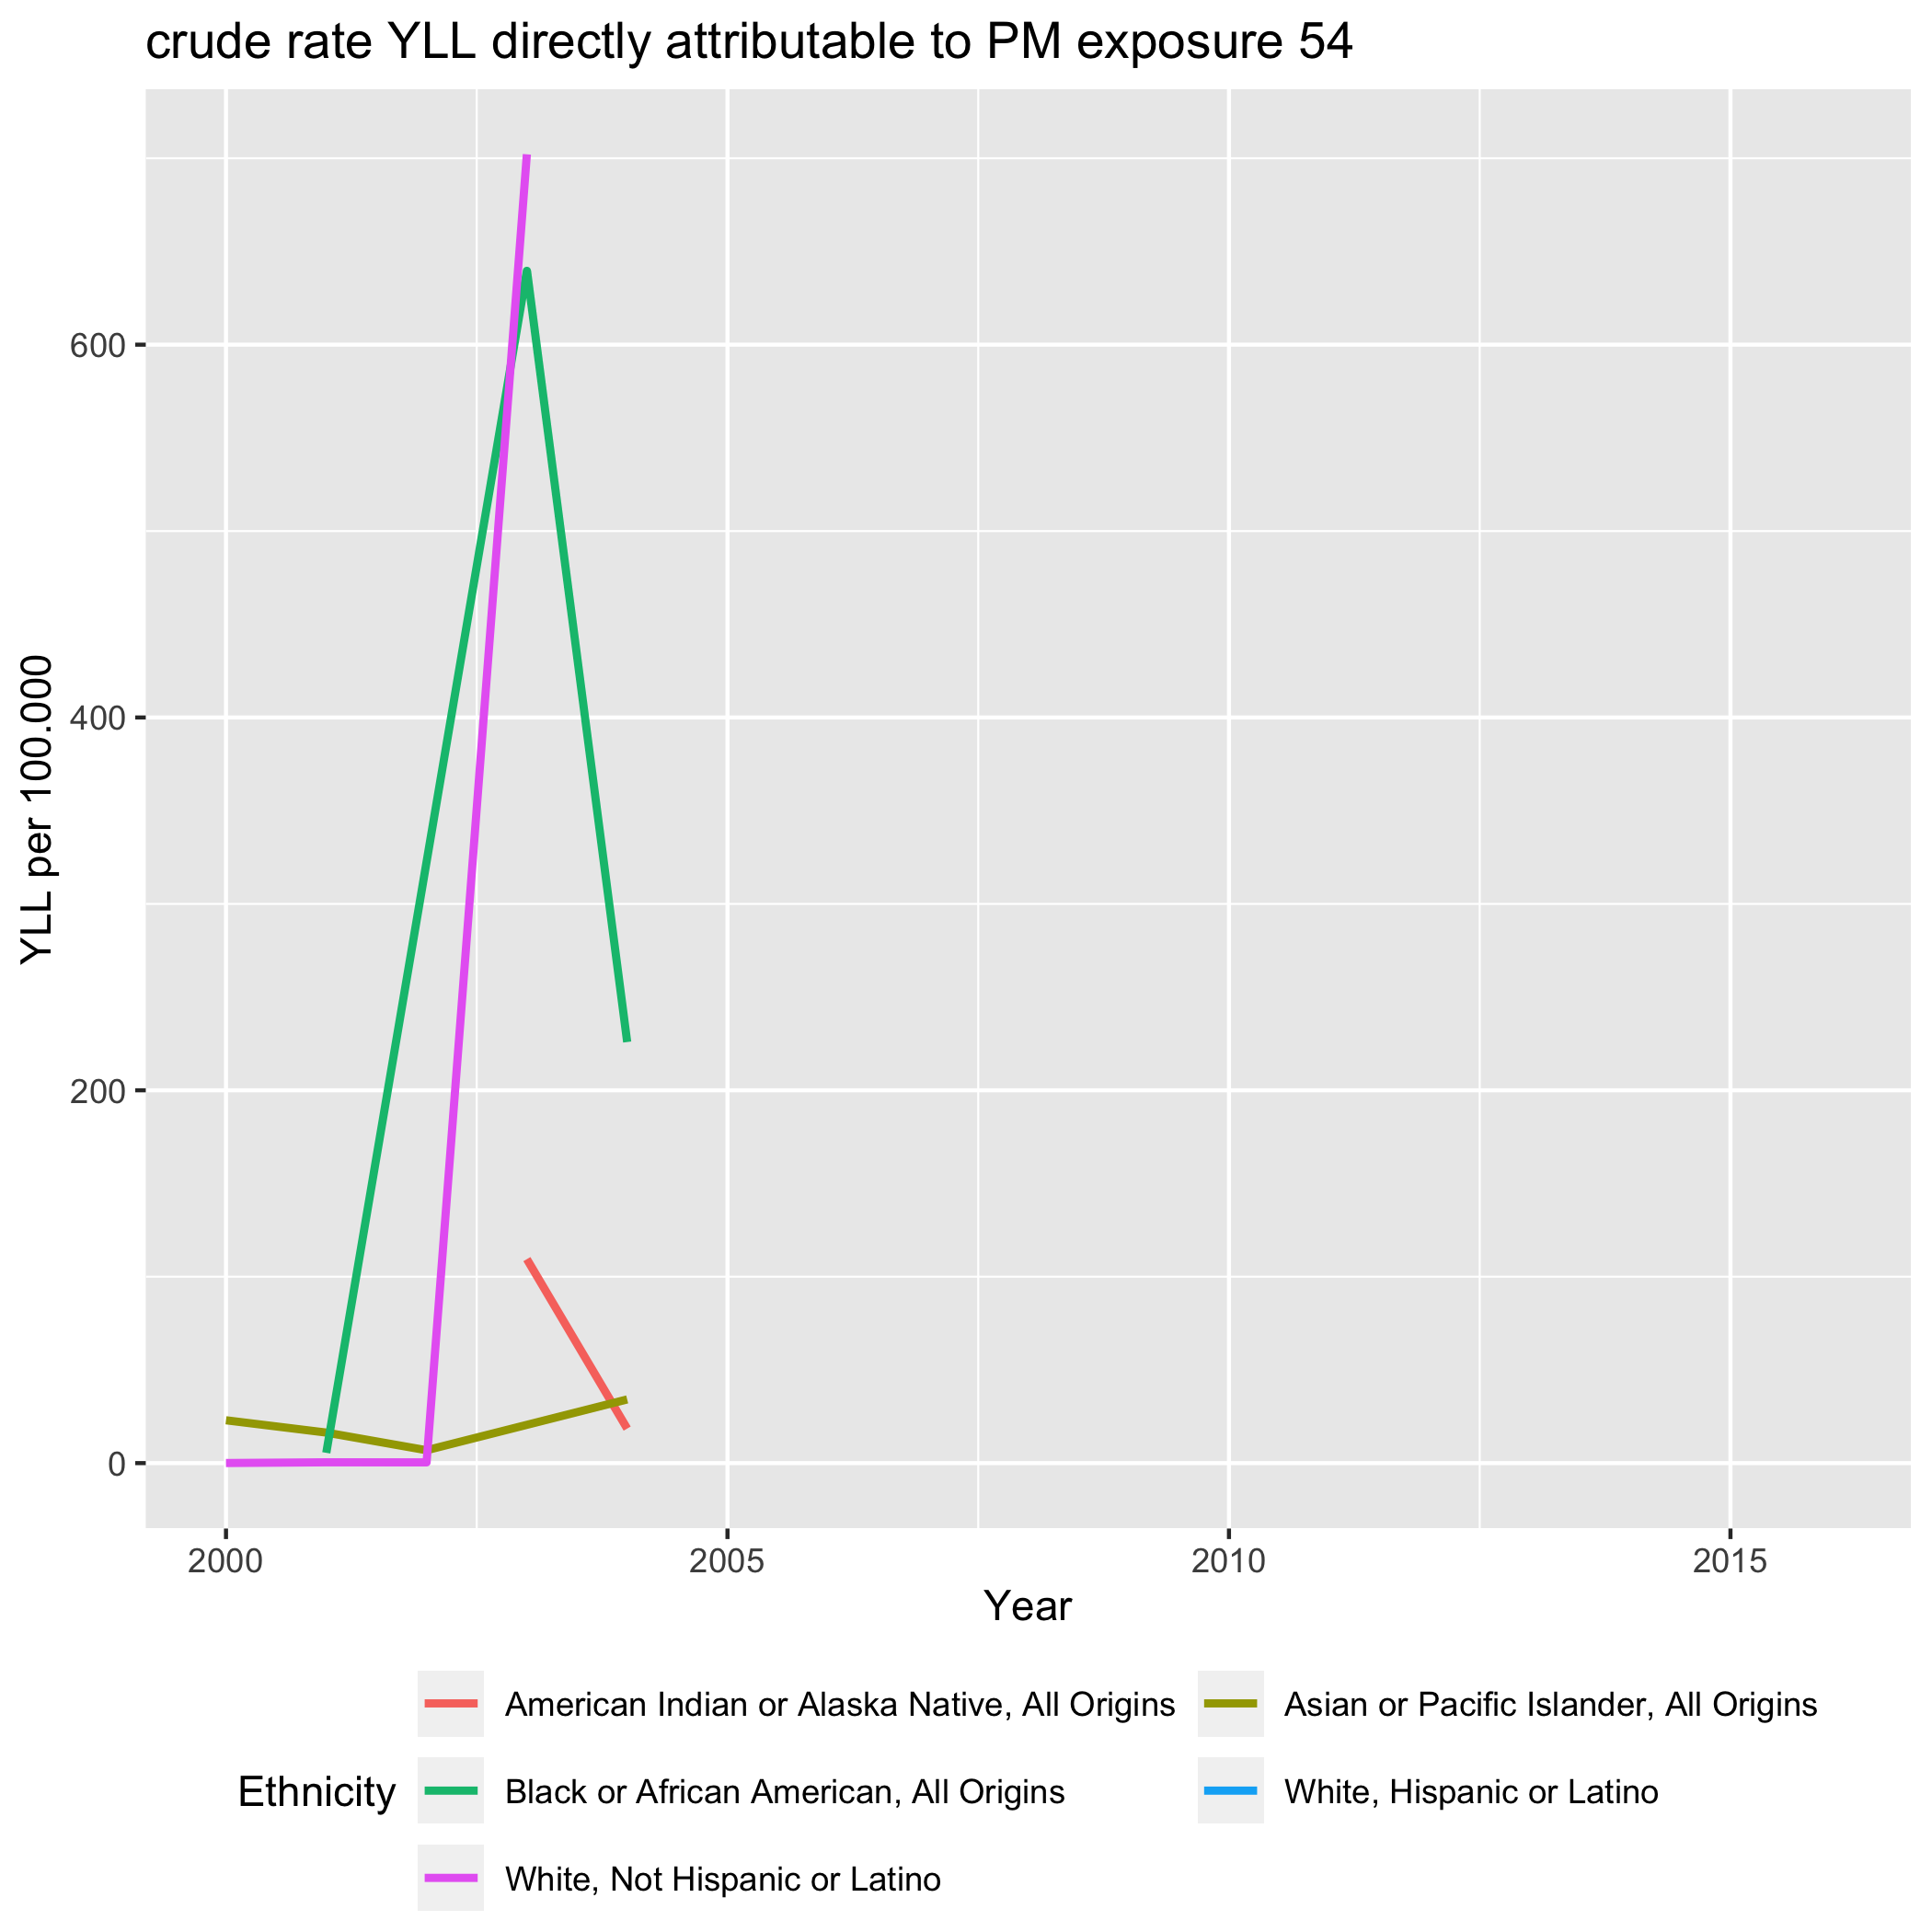 crude rate YLL directly attributable to PM exposure 54
YLL per 100.000
600
400
200
0
2000 2005 2010 2015
Year
Ethnicity
American Indian or Alaska Native, All Origins
Asian or Pacific Islander, All Origins
Black or African American, All Origins
White, Hispanic or Latino
White, Not Hispanic or Latino